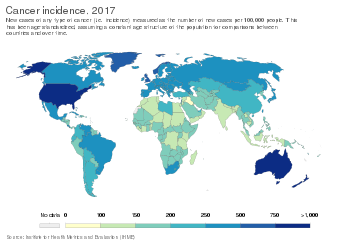 Cancer incidence, 2017
New cases of any type of cancer (i.e. incidence) measured as the number of new cases per 100,000 people. This
has been age-standardized, assuming a constant age structure of the population for comparisons between
countries and over time.
No data 0 100 150 200 250 500 750 >1,000
Source: Institute for Health Metrics and Evaluation (IHME)